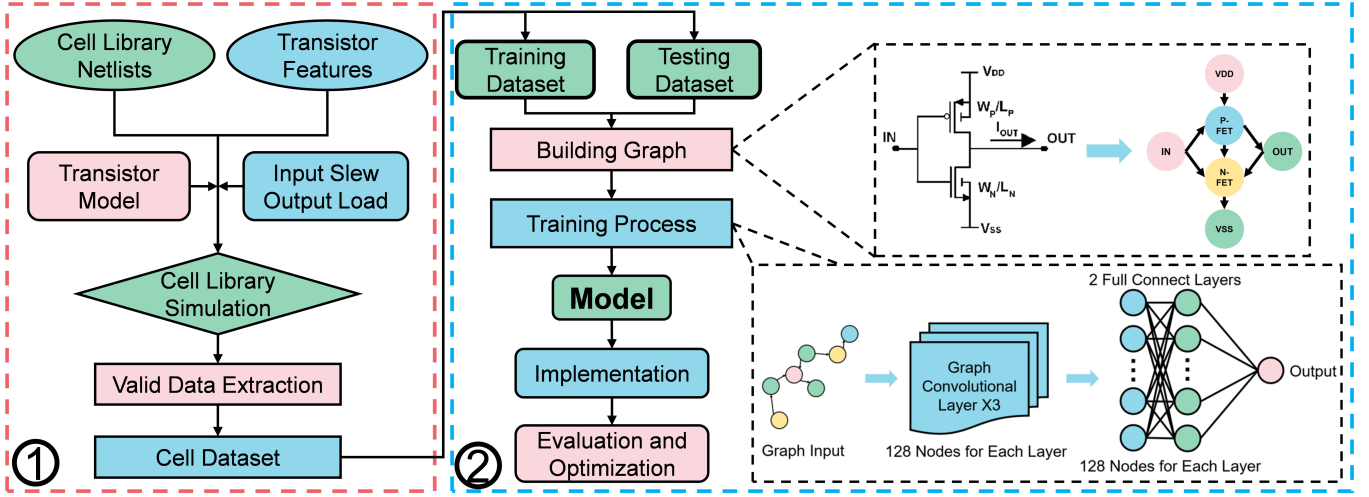 Cell Library
Netlists
Transistor
Features
Transistor
Model
Input Slew
Output Load
Cell Library
Simulation
Valid Data Extraction
Cell Dataset
1
Training
Dataset
Testing
Dataset
Building Graph
Training Process
Model
Implementation
Evaluation and
Optimization
2
VDD
WP/LP
IN
IOUT
OUT
WN/LN
VSS
VDD
P-
FET
IN
OUT
N-
FET
VSS
2 Full Connect Layers
Graph
Convolutional
Layer X3
Output
Graph Input
128 Nodes for Each Layer
128 Nodes for Each Layer